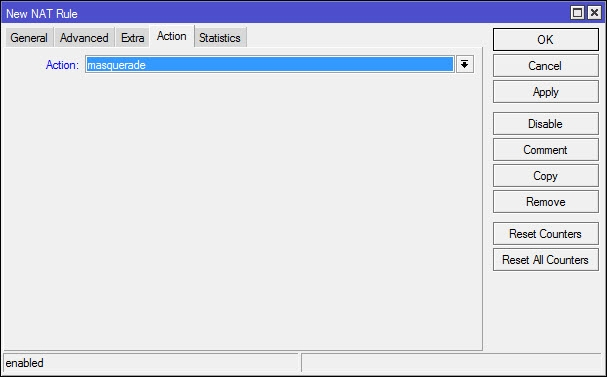 New NAT Rule
General Advanced Extra Action Statistics
Action: masquerade
OK
Cancel
Apply
Disable
Comment
Copy
Remove
Reset Counters
Reset All Counters
enabled